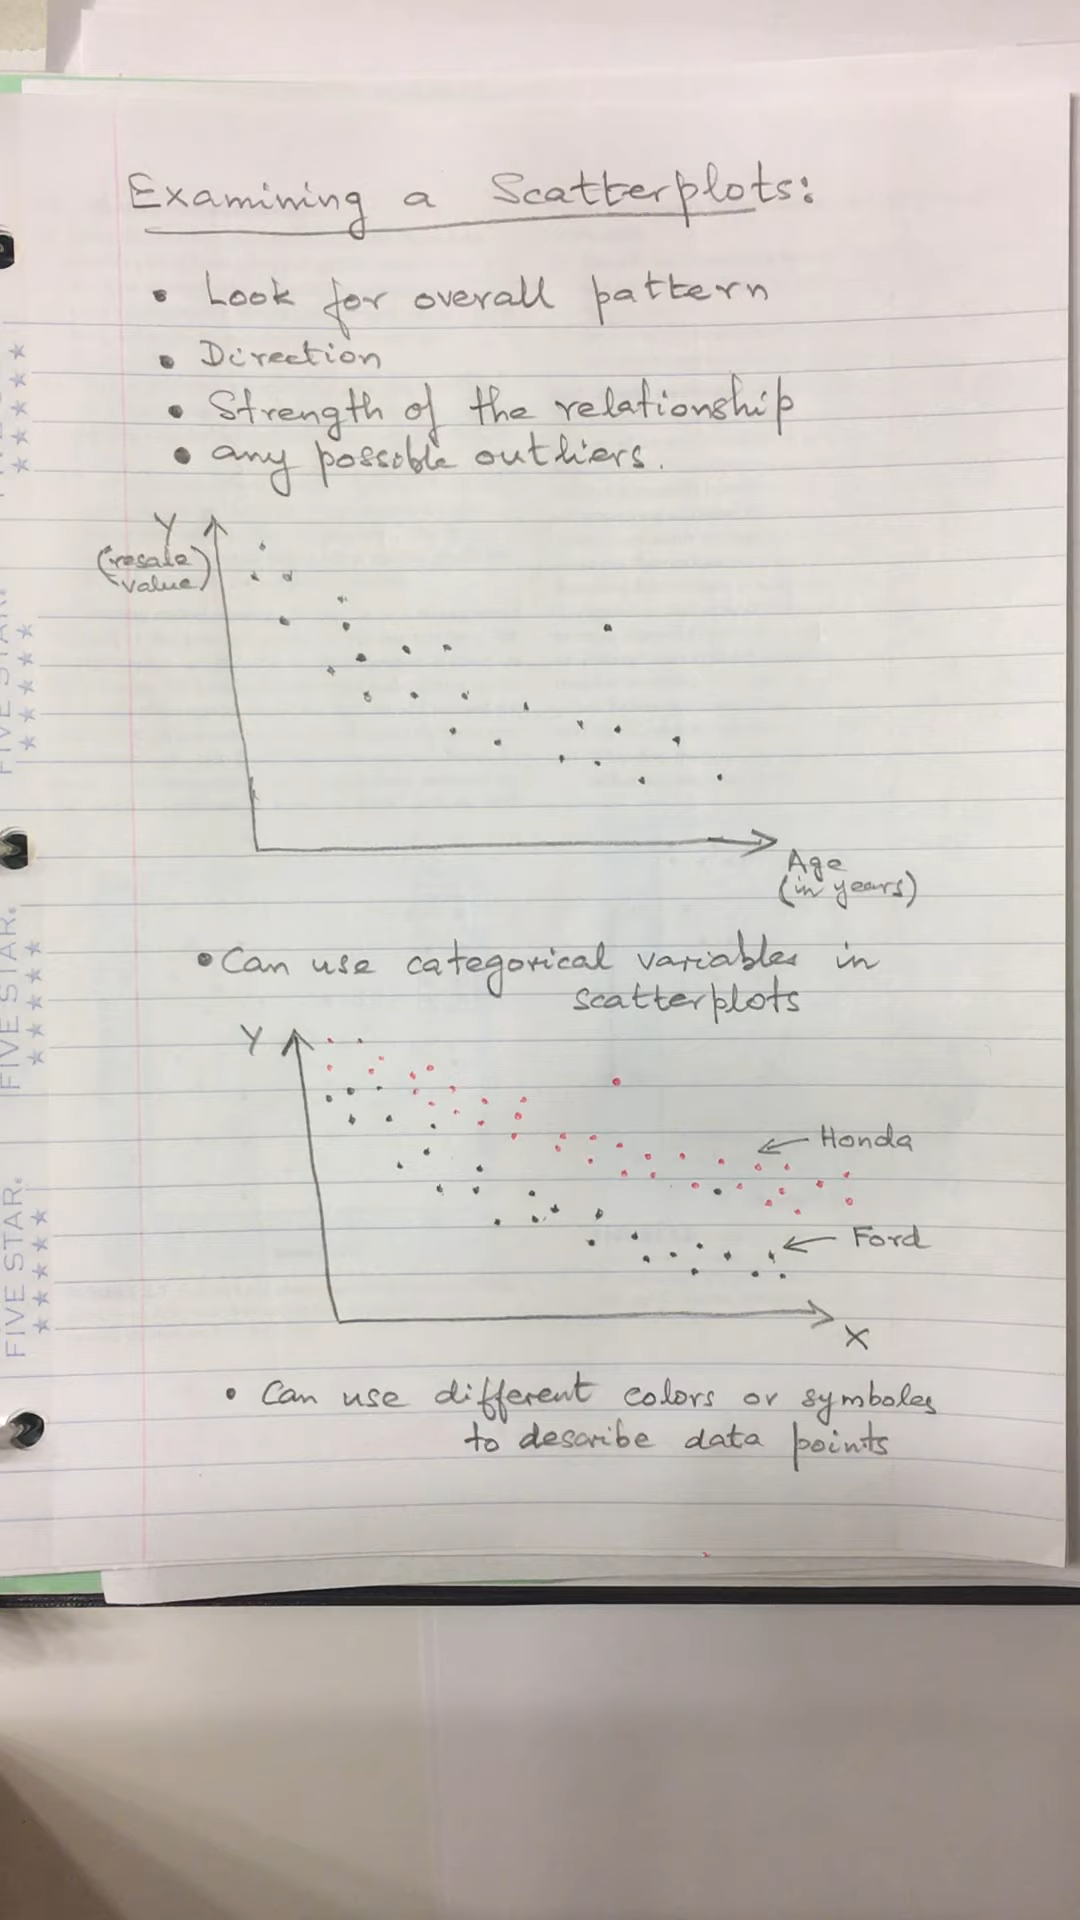 Examining a Scatterplots:
• Look for overall pattern
• Direction
• Strength of the relationship
• any possible outliers.
Y
(resale
value)
Age
(in years)
• Can use categorical variables in
scatterplots
Y
Honda
Ford
X
• Can use different colors or symboles
to describe data points
FIVE STAR.
FIVE STAR.
FIVE STAR.